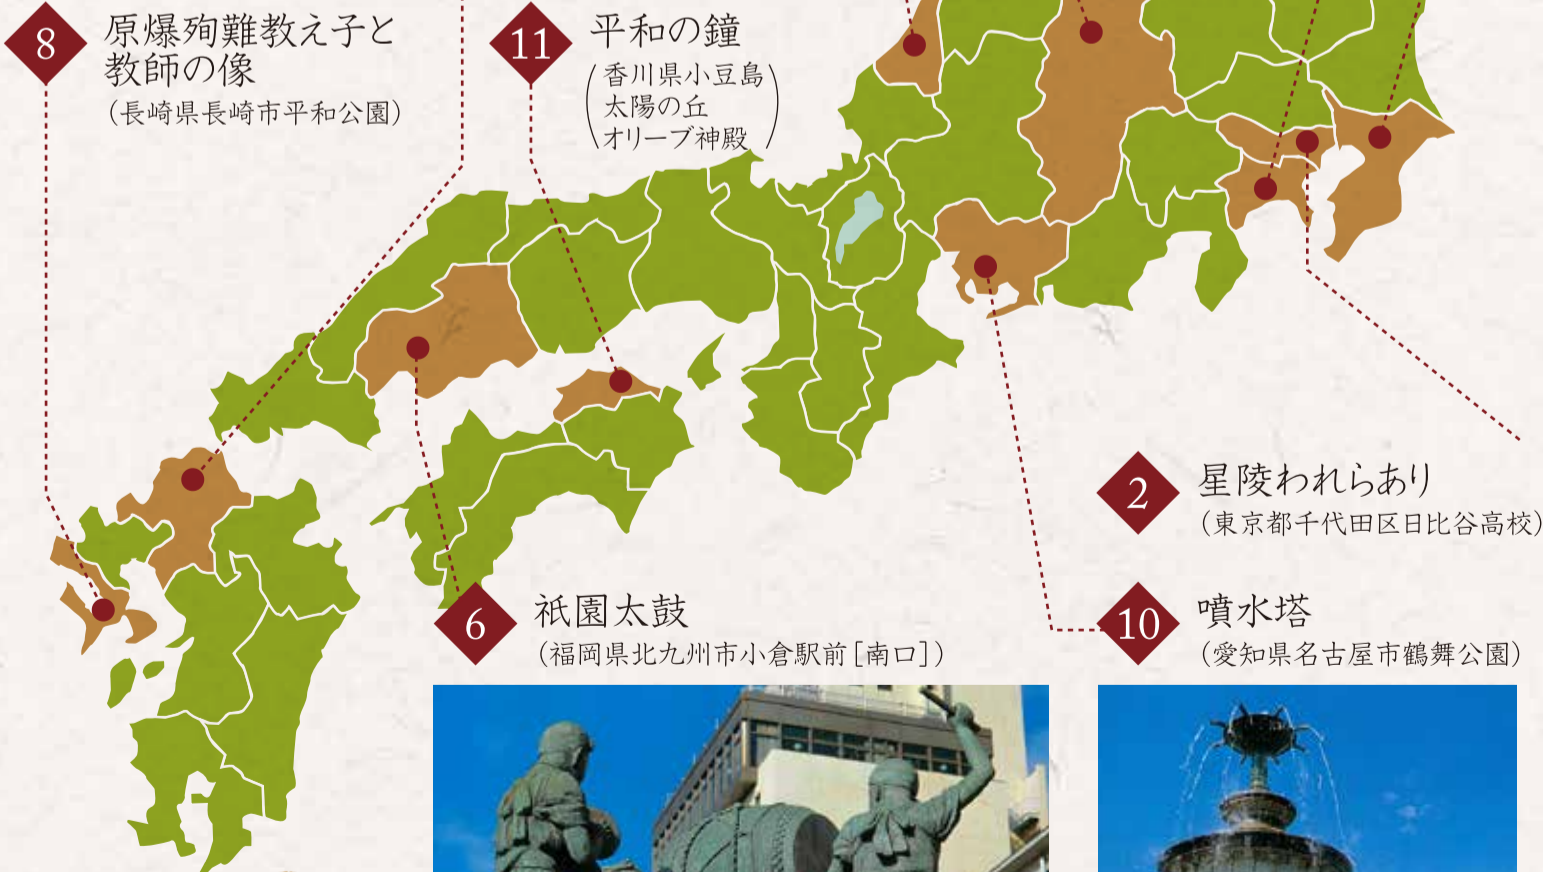 8
原爆殉難教え子と
教師の像
（長崎県長崎市平和公園）
11
平和の鐘
（香川県小豆島
太陽の丘
オリーブ神殿）
2
星陵われらあり
（東京都千代田区日比谷高校）
6
祇園太鼓
（福岡県北九州市小倉駅前［南口］）
10
噴水塔
（愛知県名古屋市鶴舞公園）